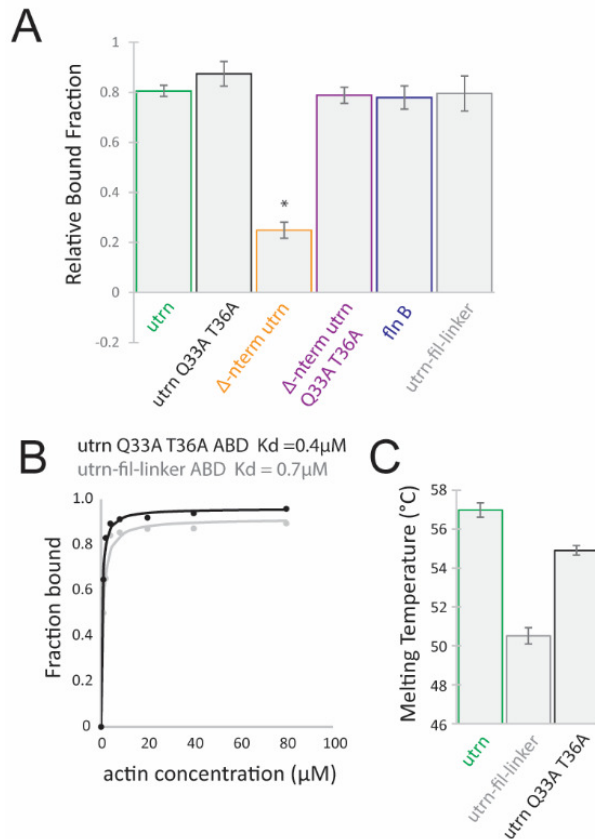 A
Relative Bound Fraction
1
0.8
0.6
0.4
0.2
0
-0.2
*
utrn
utrn Q33A T36A
Δ-nterm utrn
Δ-nterm utrn
Q33A T36A
fln B
utrn-fil-linker
B
utrn Q33A T36A ABD Kd =0.4μM
utrn-fil-linker ABD Kd = 0.7μM
Fraction bound
1.0
0.8
0.6
0.4
0.2
0
0
20
40
60
80
100
actin concentration (μM)
C
Melting Temperature (°C)
58
56
54
52
50
48
46
utrn
utrn-fil-linker
utrn Q33A T36A